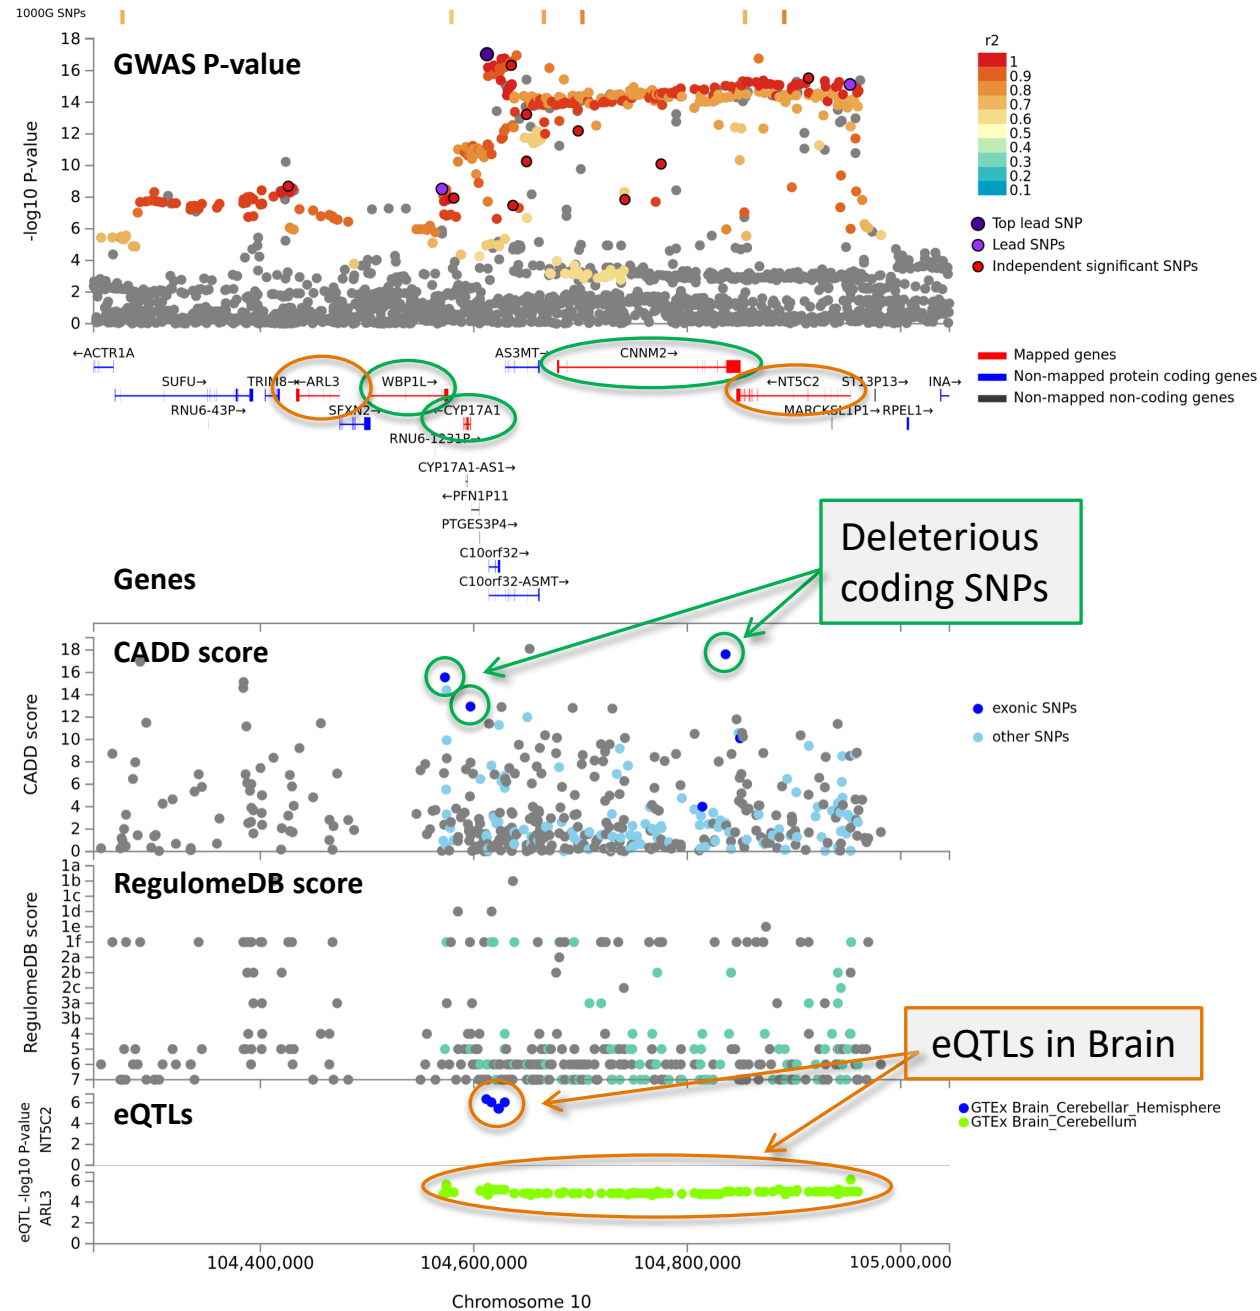 1000G SNPs
GWAS P-value
-log10 P-value
18
16
14
12
10
8
6
4
2
0
r2
1
0.9
0.8
0.7
0.6
0.5
0.4
0.3
0.2
0.1
Top lead SNP
Lead SNPs
Independent significant SNPs
←ACTR1A
AS3MT→
CNNM2→
SUFU→
TRIM8→
←ARL3
WBP1L→
←NT5C2
ST13P13→
INA→
RNU6-43P→
SFXN2→
←CYP17A1
MARCKSL1P1→
RPEL1→
RNU6-1231P→
CYP17A1-AS1→
←PFN1P11
PTGES3P4→
C10orf32→
C10orf32-ASMT→
Genes
Mapped genes
Non-mapped protein coding genes
Non-mapped non-coding genes
Deleterious
coding SNPs
CADD score
CADD score
18
16
14
12
10
8
6
4
2
0
exonic SNPs
other SNPs
RegulomeDB score
RegulomeDB score
1a
1b
1c
1d
1e
1f
2a
2b
2c
3a
3b
4
5
6
7
eQTLs in Brain
eQTLs
eQTL -log10 P-value
NT5C2
6
4
2
0
ARL3
6
4
2
0
GTEx Brain_Cerebellar_Hemisphere
GTEx Brain_Cerebellum
104,400,000
104,600,000
104,800,000
105,000,000
Chromosome 10